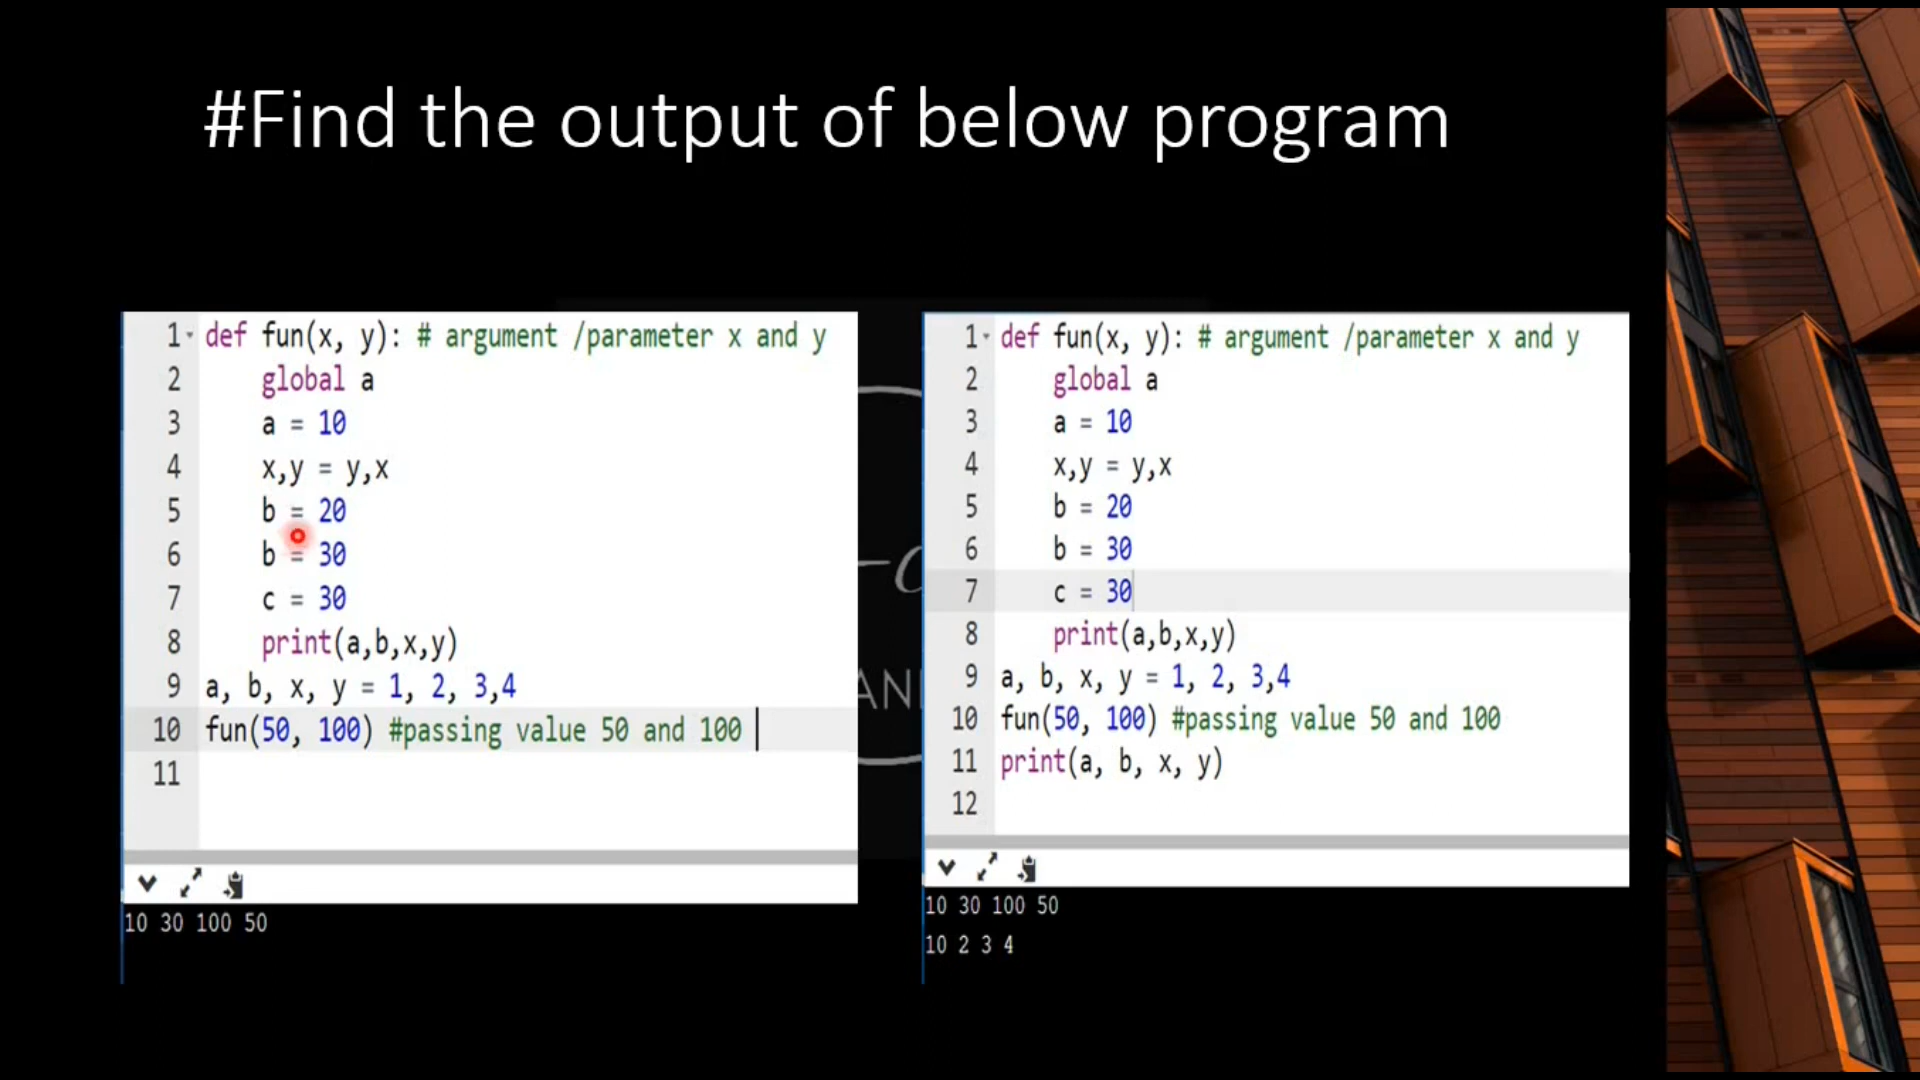 #Find the output of below program
1 def fun(x, y): # argument /parameter x and y
2 global a
3 a = 10
4 x,y = y,x
5 b = 20
6 b = 30
7 c = 30
8 print(a,b,x,y)
9 a, b, x, y = 1, 2, 3,4
10 fun(50, 100) #passing value 50 and 100
11
10 30 100 50
1 def fun(x, y): # argument /parameter x and y
2 global a
3 a = 10
4 x,y = y,x
5 b = 20
6 b = 30
7 c = 30
8 print(a,b,x,y)
9 a, b, x, y = 1, 2, 3,4
10 fun(50, 100) #passing value 50 and 100
11 print(a, b, x, y)
12
10 30 100 50
10 2 3 4